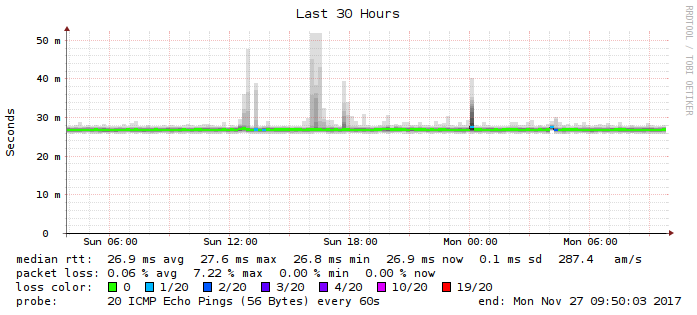 Last 30 Hours
RRDTOOL / TOBI OETIKER
Seconds
50 m
40 m
30 m
20 m
10 m
0
Sun 06:00 Sun 12:00 Sun 18:00 Mon 00:00 Mon 06:00
median rtt: 26.9 ms avg 27.6 ms max 26.8 ms min 26.9 ms now 0.1 ms sd 287.4 am/s
packet loss: 0.06 % avg 7.22 % max 0.00 % min 0.00 % now
loss color: 0 1/20 2/20 3/20 4/20 10/20 19/20
probe: 20 ICMP Echo Pings (56 Bytes) every 60s end: Mon Nov 27 09:50:03 2017